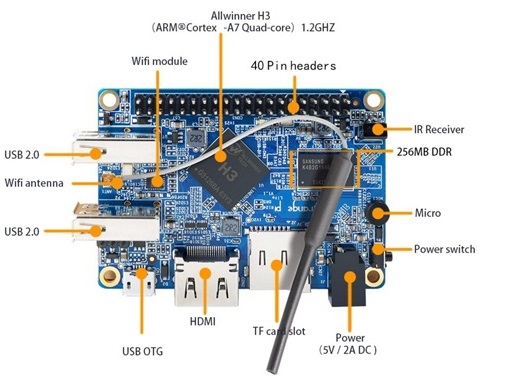 Allwinner H3
（ARM®Cortex -A7 Quad-core）1.2GHZ
Wifi module
40 Pin headers
IR Receiver
USB 2.0
256MB DDR
SAMSUNG
H3
Wifi antenna
Micro
USB 2.0
Power switch
HDMI
TF card slot
Power
（5V / 2A DC ）
USB OTG